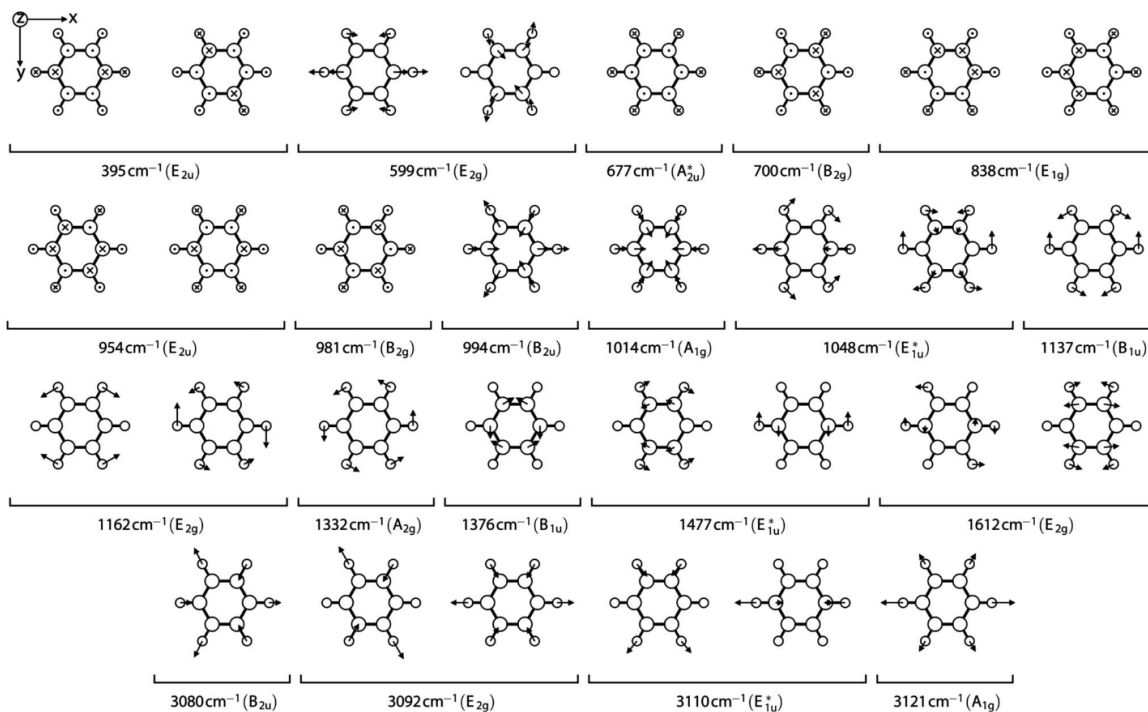 z x
y
395 cm⁻¹ (E₂ᵤ) 599 cm⁻¹ (E₂g) 677 cm⁻¹ (A*₂ᵤ) 700 cm⁻¹ (B₂g) 838 cm⁻¹ (E₁g)
954 cm⁻¹ (E₂ᵤ) 981 cm⁻¹ (B₂g) 994 cm⁻¹ (B₂ᵤ) 1014 cm⁻¹ (A₁g) 1048 cm⁻¹ (E*₁ᵤ) 1137 cm⁻¹ (B₁ᵤ)
1162 cm⁻¹ (E₂g) 1332 cm⁻¹ (A₂g) 1376 cm⁻¹ (B₁ᵤ) 1477 cm⁻¹ (E*₁ᵤ) 1612 cm⁻¹ (E₂g)
3080 cm⁻¹ (B₂ᵤ) 3092 cm⁻¹ (E₂g) 3110 cm⁻¹ (E*₁ᵤ) 3121 cm⁻¹ (A₁g)